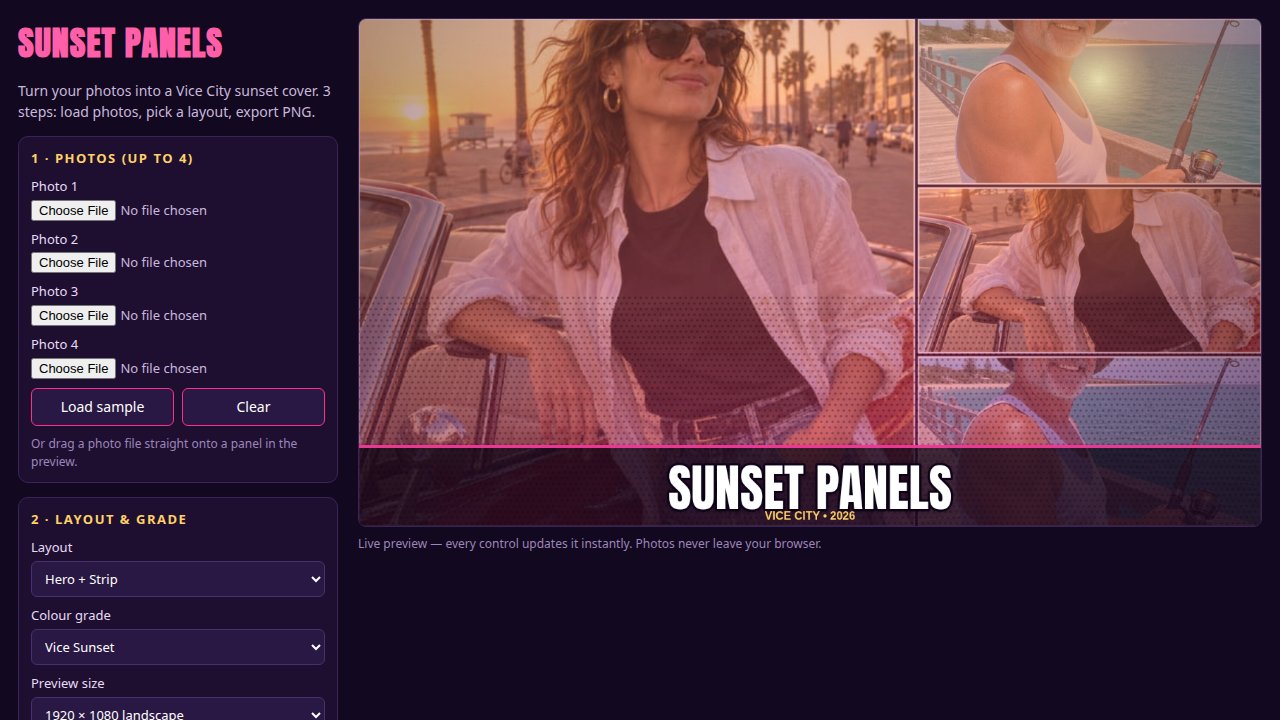 SUNSET PANELS
Turn your photos into a Vice City sunset cover. 3
steps: load photos, pick a layout, export PNG.
1 · PHOTOS (UP TO 4)
Photo 1
Choose File No file chosen
Photo 2
Choose File No file chosen
Photo 3
Choose File No file chosen
Photo 4
Choose File No file chosen
Load sample
Clear
Or drag a photo file straight onto a panel in the
preview.
2 · LAYOUT & GRADE
Layout
Hero + Strip
Colour grade
Vice Sunset
Preview size
1920 × 1080 landscape
SUNSET PANELS
VICE CITY • 2026
Live preview — every control updates it instantly. Photos never leave your browser.